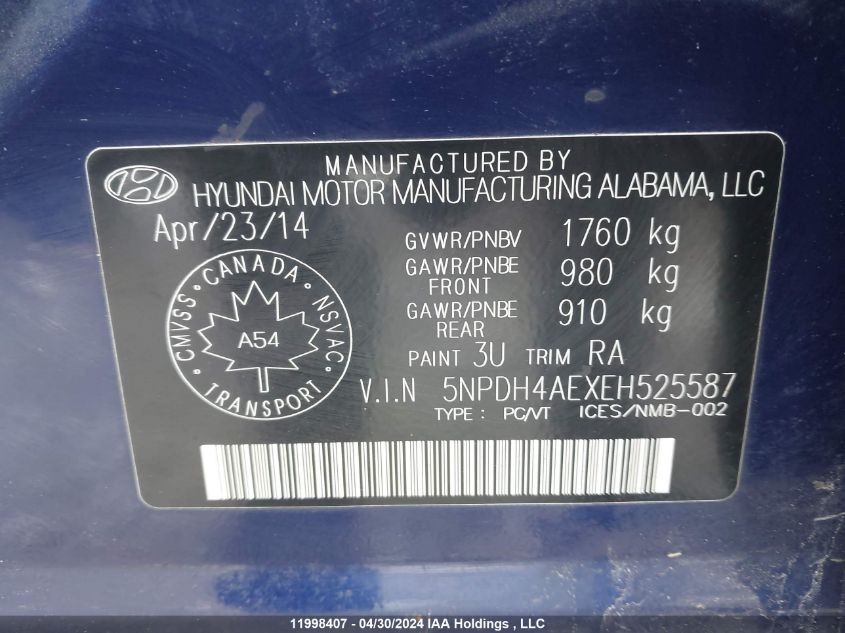 MANUFACTURED BY
HYUNDAI MOTOR MANUFACTURING ALABAMA, LLC
Apr/23/14
GVWR/PNBV 1760 kg
GAWR/PNBE FRONT 980 kg
GAWR/PNBE REAR 910 kg
PAINT 3U TRIM RA
V.I.N 5NPDH4AEXEH525587
TYPE : PC/VT ICES/NMB-002
CANADA
CMVSS NSVAC
A54
TRANSPORT
11998407 - 04/30/2024 IAA Holdings , LLC